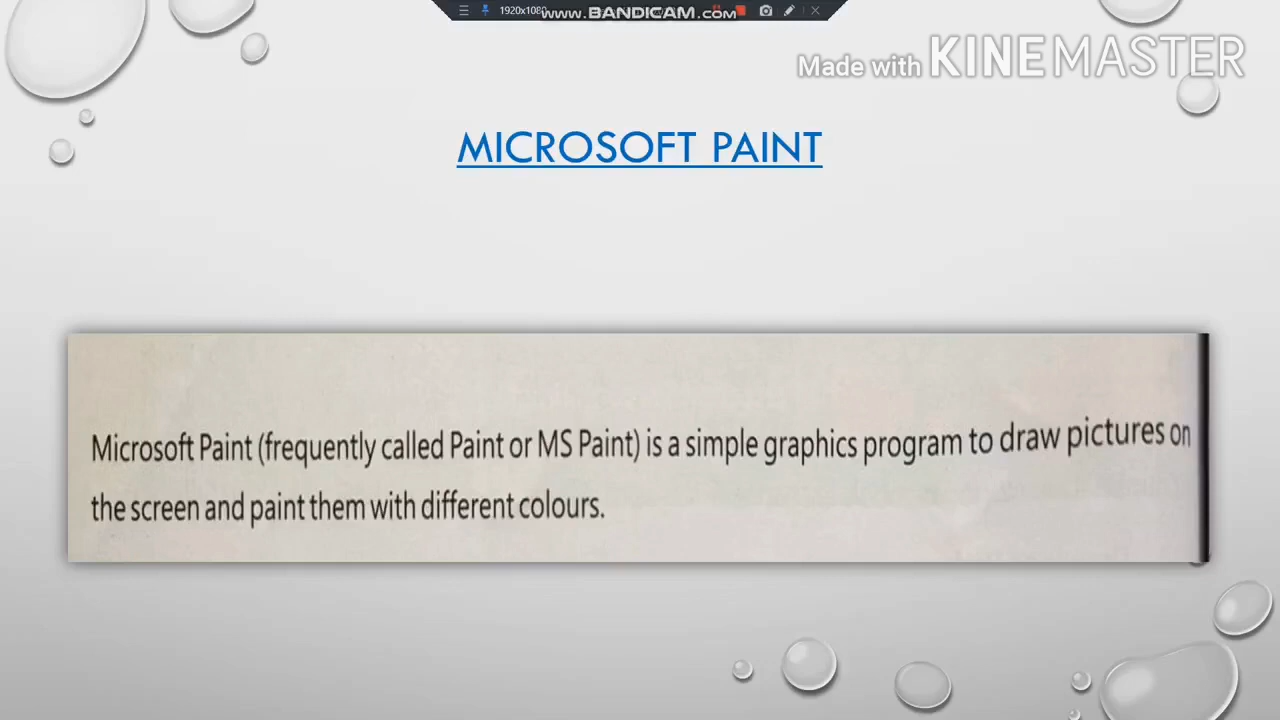 1920x1080
www.BANDICAM.com
Made with KINEMASTER
MICROSOFT PAINT
Microsoft Paint (frequently called Paint or MS Paint) is a simple graphics program to draw pictures on
the screen and paint them with different colours.